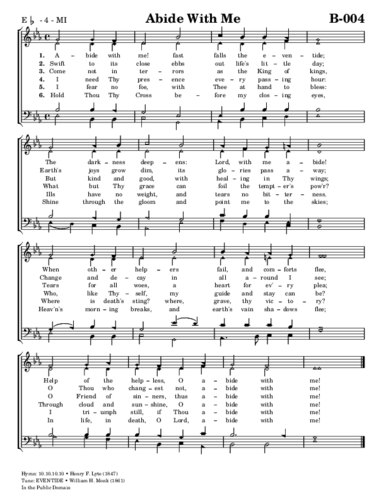 E♭ - 4 - MI
Abide With Me
B-004
1. A- bide with me! fast falls the e - ven- tide;
2. Swift to its close ebbs out life's lit - tle day;
3. Come not in ter - rors as the King of kings,
4. I need Thy pres - ence ev - ery pass - ing hour:
5. I fear no foe, with Thee at hand to bless:
6. Hold Thou Thy Cross be - fore my clos - ing eyes,
The dark- ness deep- ens: Lord, with me a - bide!
Earth's joys grow dim, its glo - ries pass a - way;
But kind and good, with heal - ing in Thy wings;
What but Thy grace can foil the tempt - er's pow'r?
Ills have no weight, and tears no bit - ter - ness.
Shine through the gloom and point me to the skies;
When oth - er help - ers fail, and com - forts flee,
Change and de - cay in all a - round I see;
Tears for all woes, a heart for ev' - ry plea;
Who, like Thy - self, my guide and stay can be?
Where is death's sting? where, grave, thy vic - to - ry?
Heav'n's morn - ing breaks, and earth's vain sha - dows flee;
Help of the help - less, O a - bide with me!
O Thou who chang - est not, a - bide with me!
O Friend of sin - ners, thus a - bide with me!
Through cloud and sun - shine, O a - bide with me!
I tri - umph still, if Thou a - bide with me!
In life, in death, O Lord, a - bide with me!
Hymn: 10.10.10.10 • Henry F. Lyte (1847)
Tune: EVENTIDE • William H. Monk (1861)
In the Public Domain